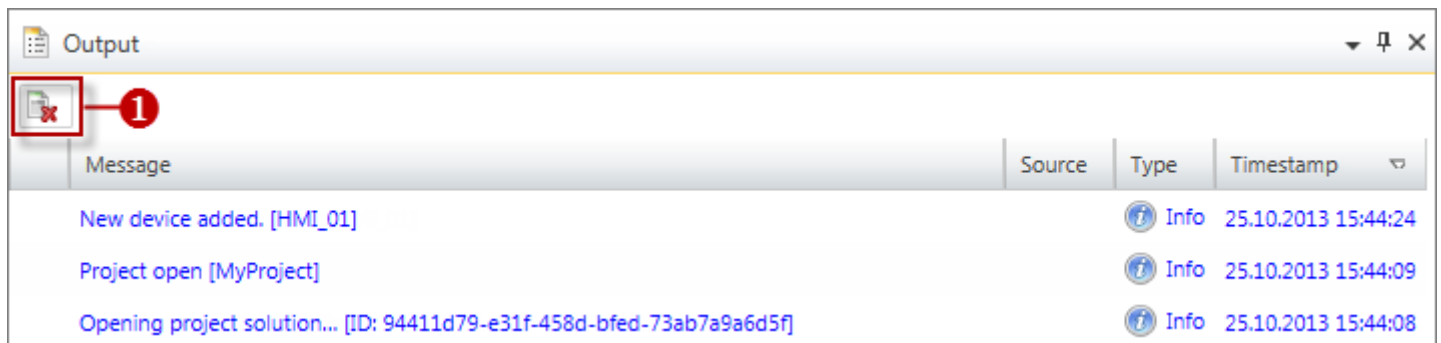 Output
1
Message Source Type Timestamp
New device added. [HMI_01] Info 25.10.2013 15:44:24
Project open [MyProject] Info 25.10.2013 15:44:09
Opening project solution... [ID: 94411d79-e31f-458d-bfed-73ab7a9a6d5f] Info 25.10.2013 15:44:08